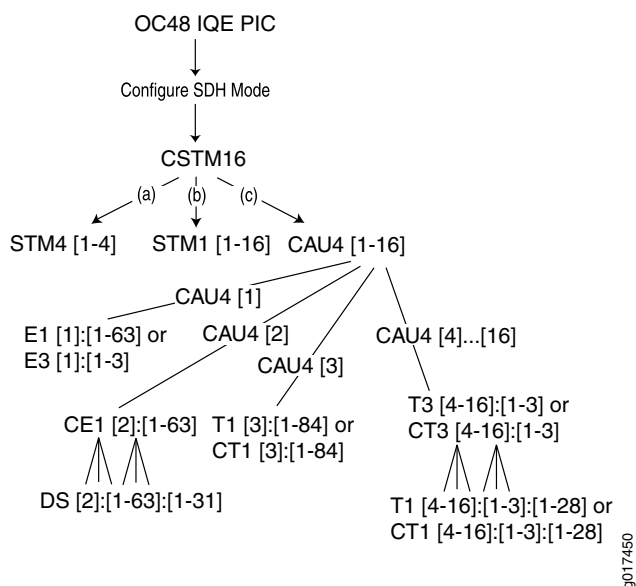 OC48 IQE PIC
Configure SDH Mode
CSTM16
(a)
(b)
(c)
STM4 [1-4]
STM1 [1-16]
CAU4 [1-16]
CAU4 [1]
E1 [1]:[1-63] or
E3 [1]:[1-3]
CAU4 [2]
CAU4 [3]
CAU4 [4]...[16]
CE1 [2]:[1-63]
T1 [3]:[1-84] or
CT1 [3]:[1-84]
T3 [4-16]:[1-3] or
CT3 [4-16]:[1-3]
DS [2]:[1-63]:[1-31]
T1 [4-16]:[1-3]:[1-28] or
CT1 [4-16]:[1-3]:[1-28]
g017450